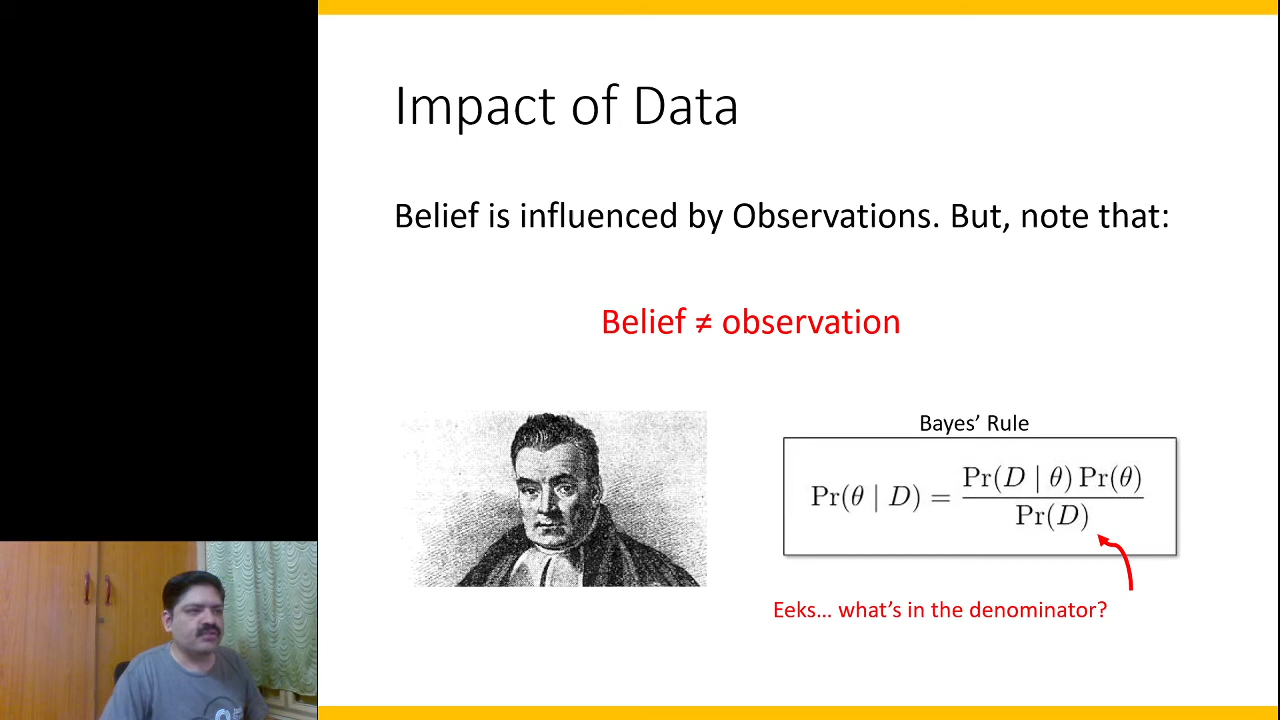 Impact of Data
Belief is influenced by Observations. But, note that:
Belief ≠ observation
Bayes' Rule
Pr(θ | D) = Pr(D | θ) Pr(θ) / Pr(D)
Eeks... what's in the denominator?